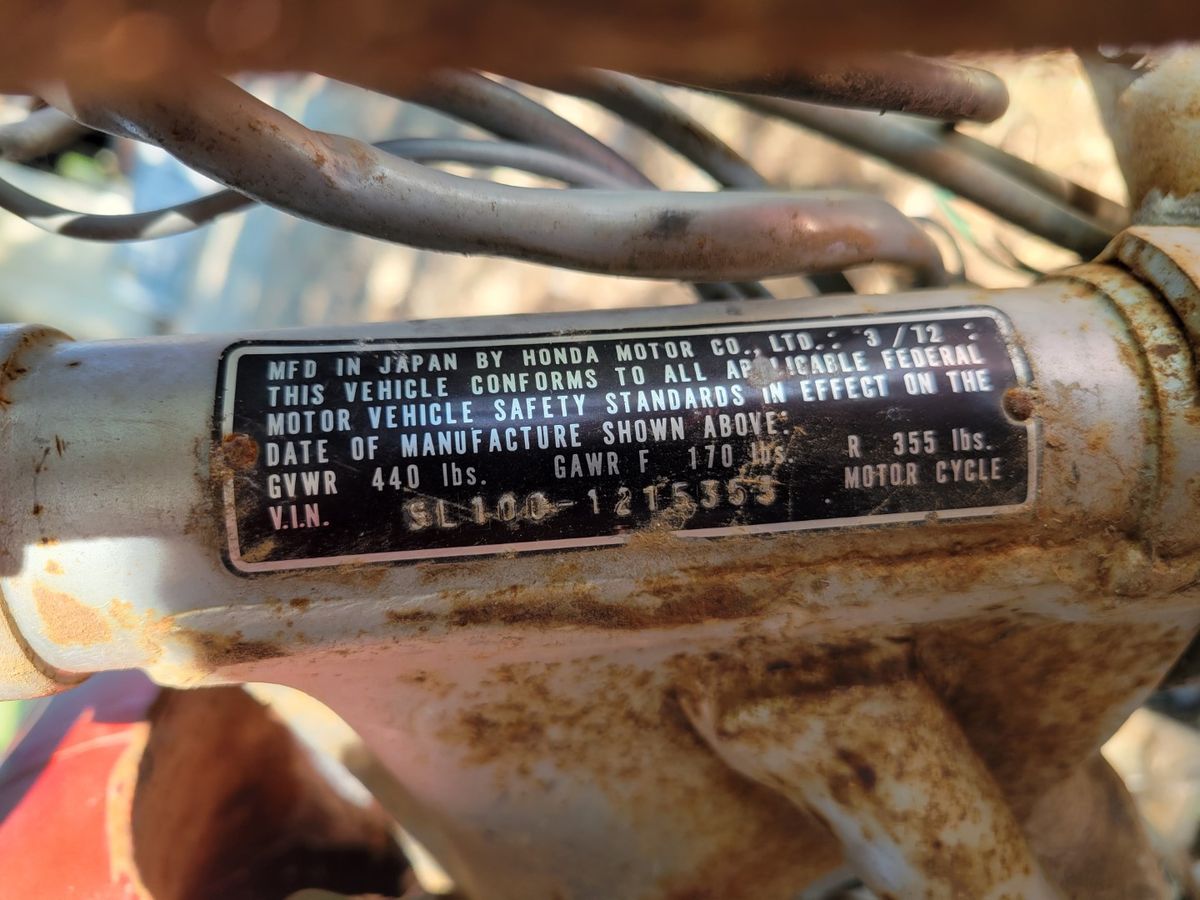 MFD IN JAPAN BY HONDA MOTOR CO., LTD.: 3/72 :
THIS VEHICLE CONFORMS TO ALL APPLICABLE FEDERAL
MOTOR VEHICLE SAFETY STANDARDS IN EFFECT ON THE
DATE OF MANUFACTURE SHOWN ABOVE:
GVWR 440 lbs. GAWR F 170 lbs. R 355 lbs.
V.I.N. SL100-1215353 MOTOR CYCLE